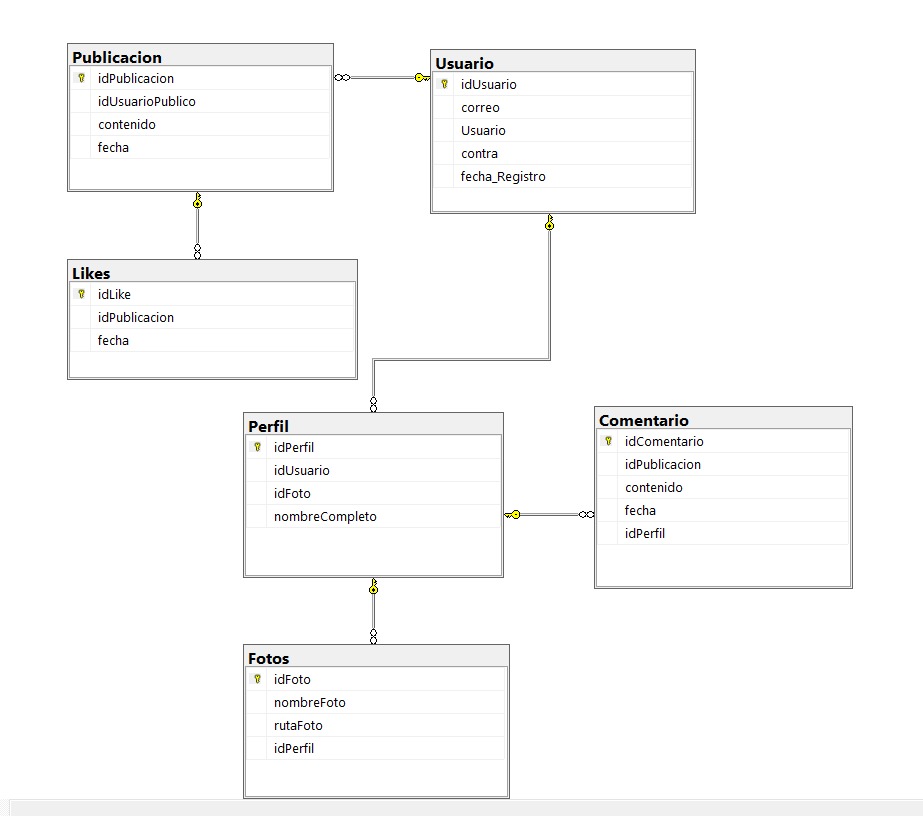 Publicacion
idPublicacion
idUsuarioPublico
contenido
fecha
Usuario
idUsuario
correo
Usuario
contra
fecha_Registro
Likes
idLike
idPublicacion
fecha
Perfil
idPerfil
idUsuario
idFoto
nombreCompleto
Comentario
idComentario
idPublicacion
contenido
fecha
idPerfil
Fotos
idFoto
nombreFoto
rutaFoto
idPerfil